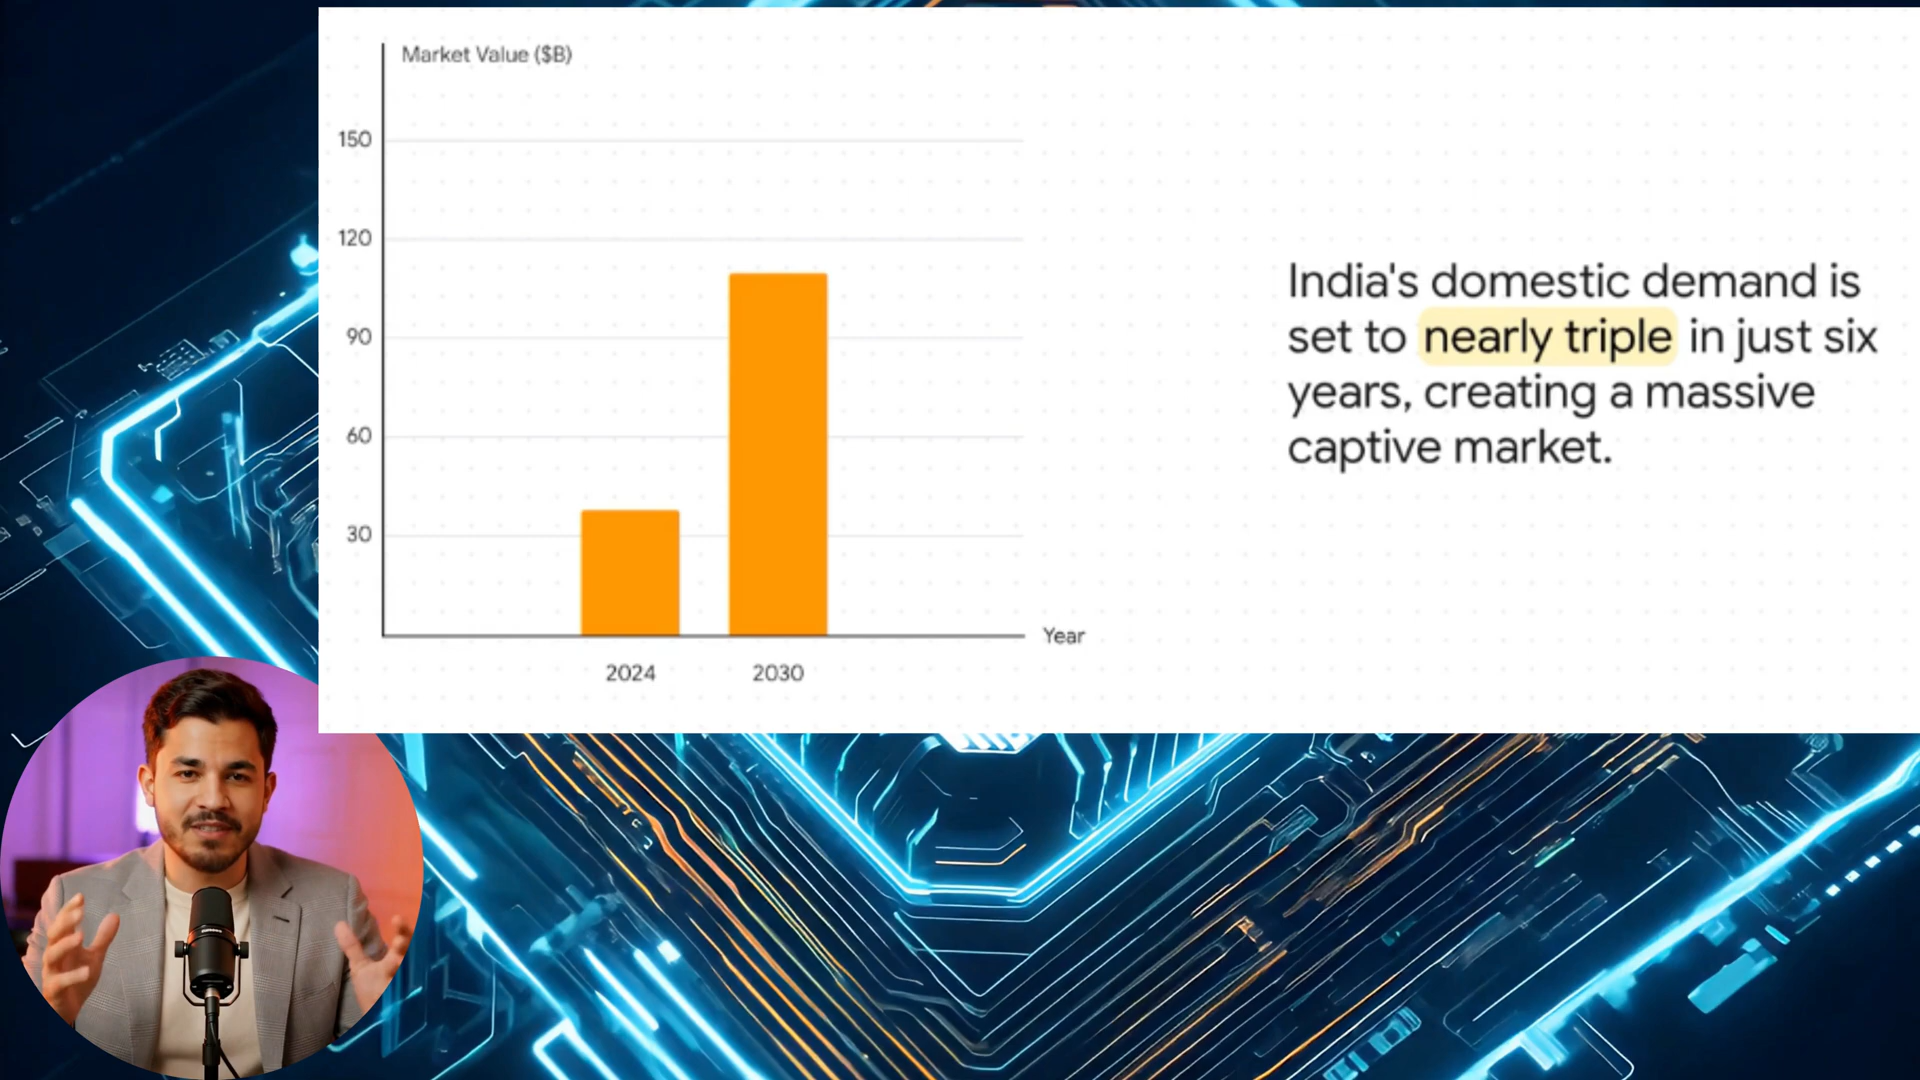 Market Value ($B)
150
120
90
60
30
Year
2024
2030
India's domestic demand is
set to nearly triple in just six
years, creating a massive
captive market.